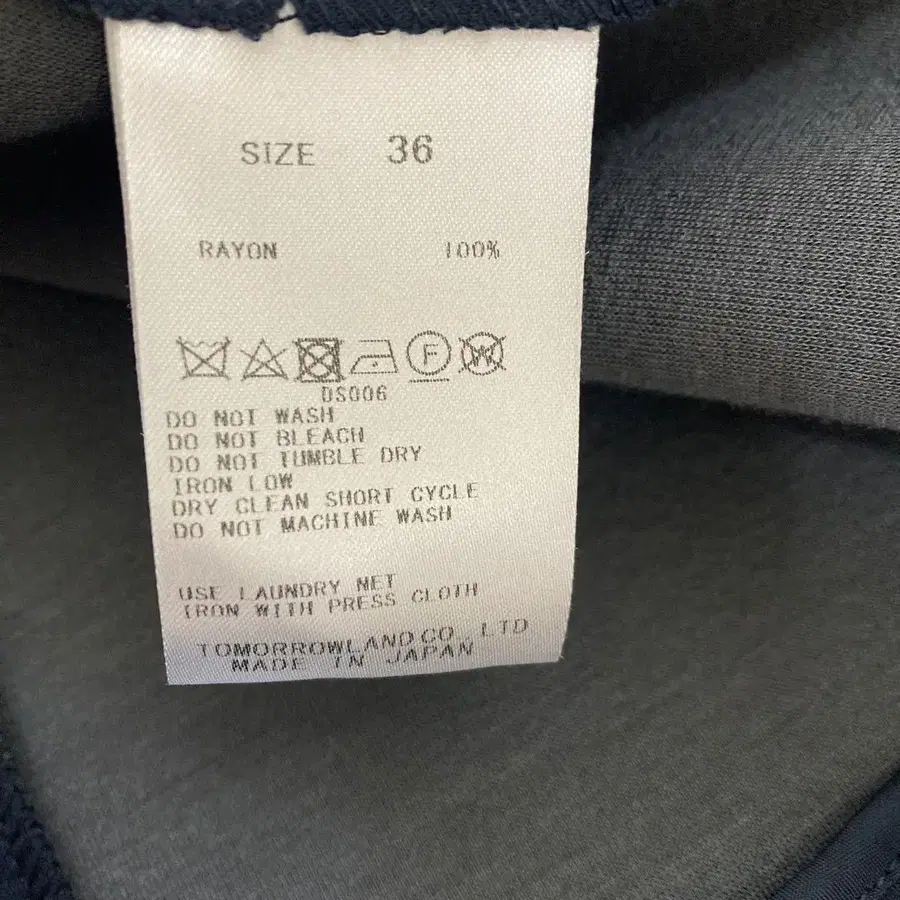 SIZE 36
RAYON 100%
F W
DS006
DO NOT WASH
DO NOT BLEACH
DO NOT TUMBLE DRY
IRON LOW
DRY CLEAN SHORT CYCLE
DO NOT MACHINE WASH
USE LAUNDRY NET
IRON WITH PRESS CLOTH
TOMORROWLAND CO., LTD
MADE IN JAPAN